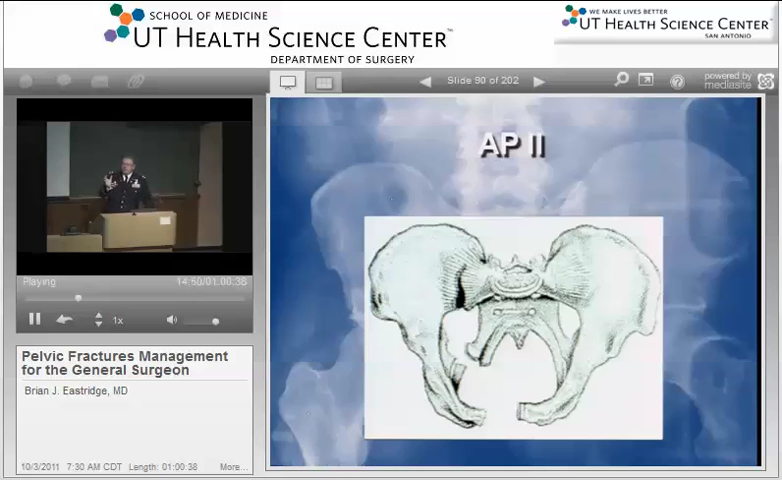 SCHOOL OF MEDICINE
UT HEALTH SCIENCE CENTER™
DEPARTMENT OF SURGERY
WE MAKE LIVES BETTER
UT HEALTH SCIENCE CENTER™
SAN ANTONIO
Slide 90 of 202
powered by
mediasite
AP II
Playing
14:50/01:00:38
1x
Pelvic Fractures Management
for the General Surgeon
Brian J. Eastridge, MD
10/3/2011 7:30 AM CDT Length: 01:00:38 More...